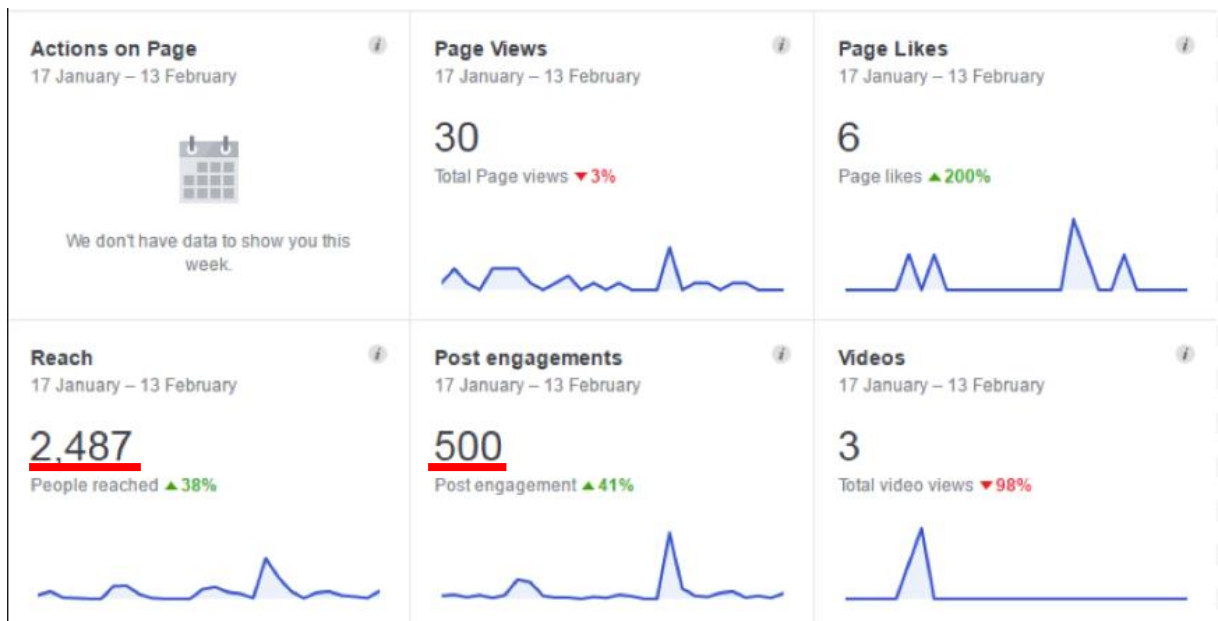 Actions on Page
17 January – 13 February
We don't have data to show you this
week.
Page Views
17 January – 13 February
30
Total Page views ▼3%
Page Likes
17 January – 13 February
6
Page likes ▲200%
Reach
17 January – 13 February
2,487
People reached ▲38%
Post engagements
17 January – 13 February
500
Post engagement ▲41%
Videos
17 January – 13 February
3
Total video views ▼98%